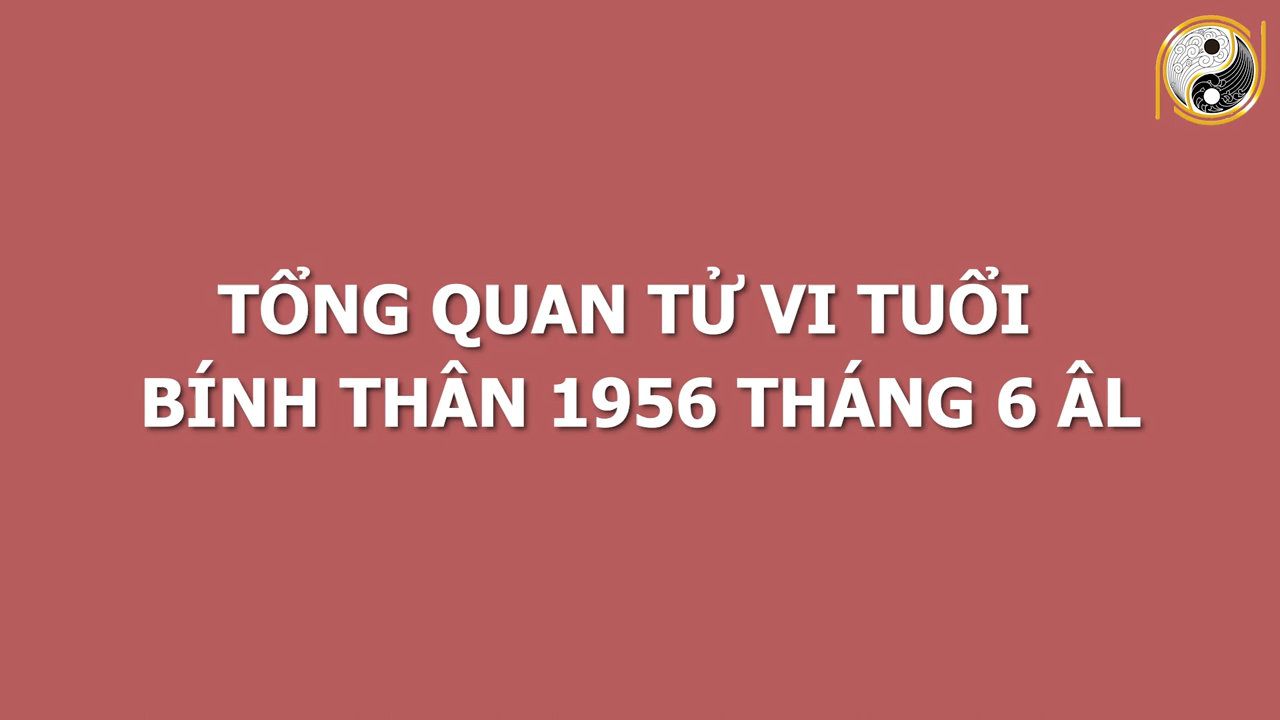 TỔNG QUAN TỬ VI TUỔI
BÍNH THÂN 1956 THÁNG 6 ÂL